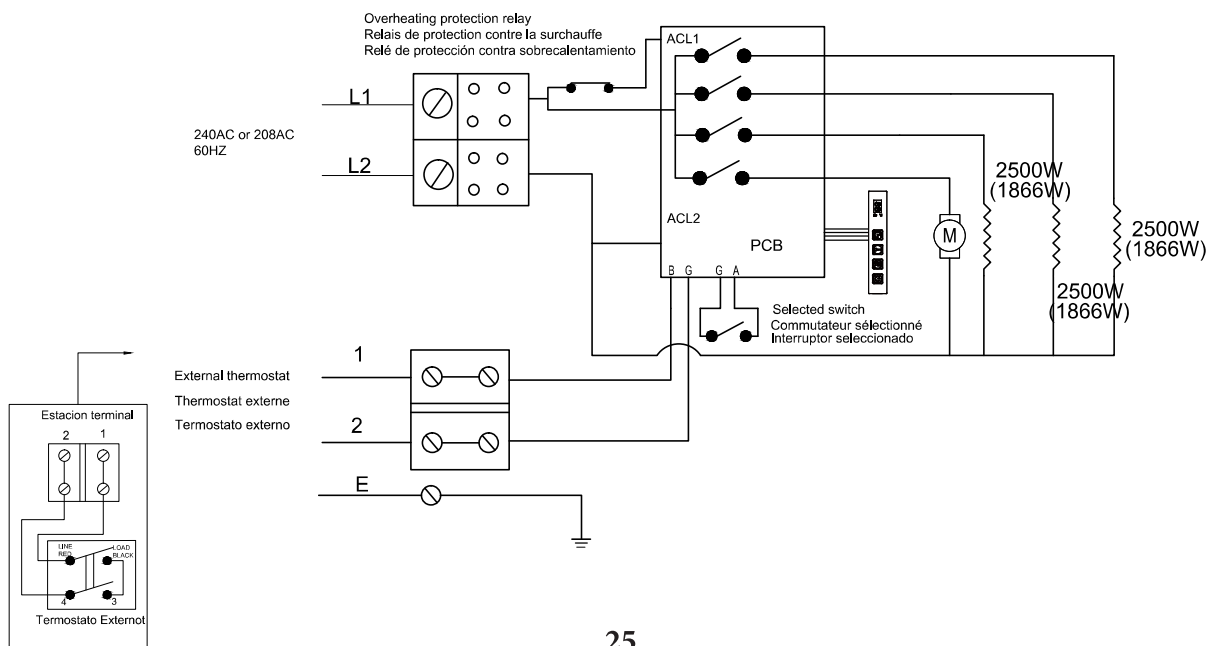 Overheating protection relay
Relais de protection contre la surchauffe
Relé de protección contra sobrecalentamiento
ACL1
L1
240AC or 208AC
60HZ
L2
2500W
(1866W)
ACL2
PCB
M
2500W
(1866W)
B G G A
2500W
(1866W)
Selected switch
Commutateur sélectionné
Interruptor seleccionado
1
External thermostat
Thermostat externe
Termostato externo
2
E
Estacion terminal
2 1
LINE
RED
LOAD
BLACK
4 3
Termostato Externot
25